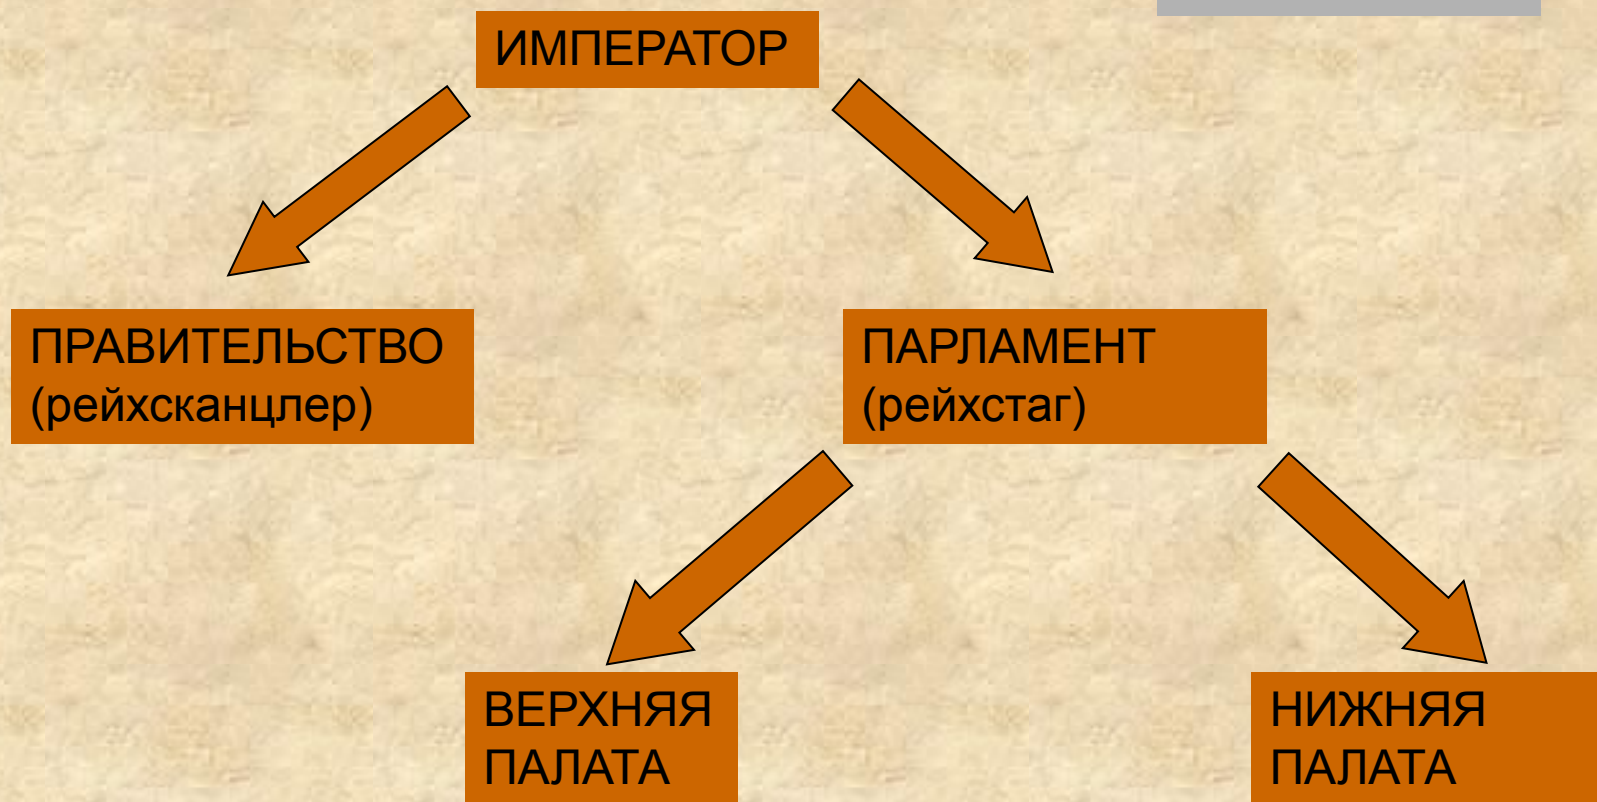 ИМПЕРАТОР
ПРАВИТЕЛЬСТВО
(рейхсканцлер)
ПАРЛАМЕНТ
(рейхстаг)
ВЕРХНЯЯ
ПАЛАТА
НИЖНЯЯ
ПАЛАТА